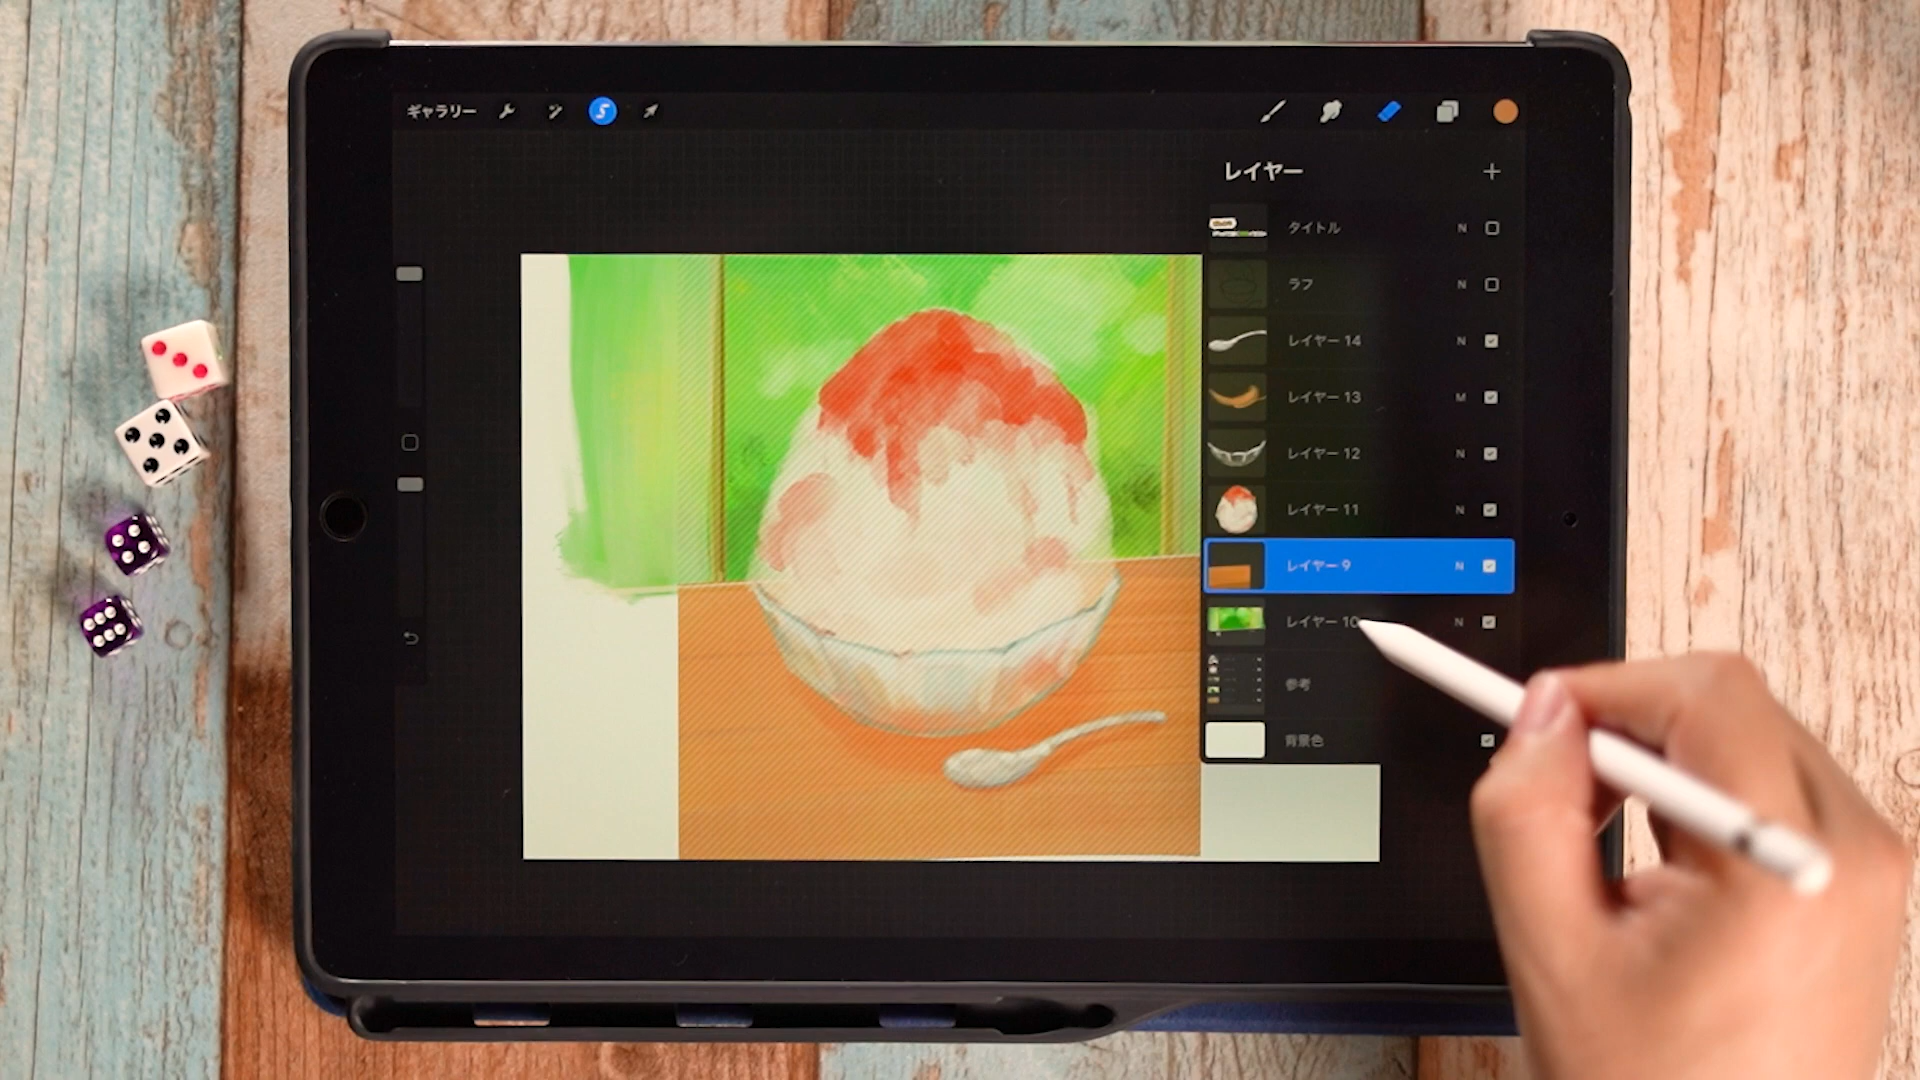 ギャラリー
レイヤー
タイトル N
ラフ N
レイヤー 14 N
レイヤー 13 M
レイヤー 12 N
レイヤー 11 N
レイヤー 9 N
レイヤー 10 N
参考
背景色